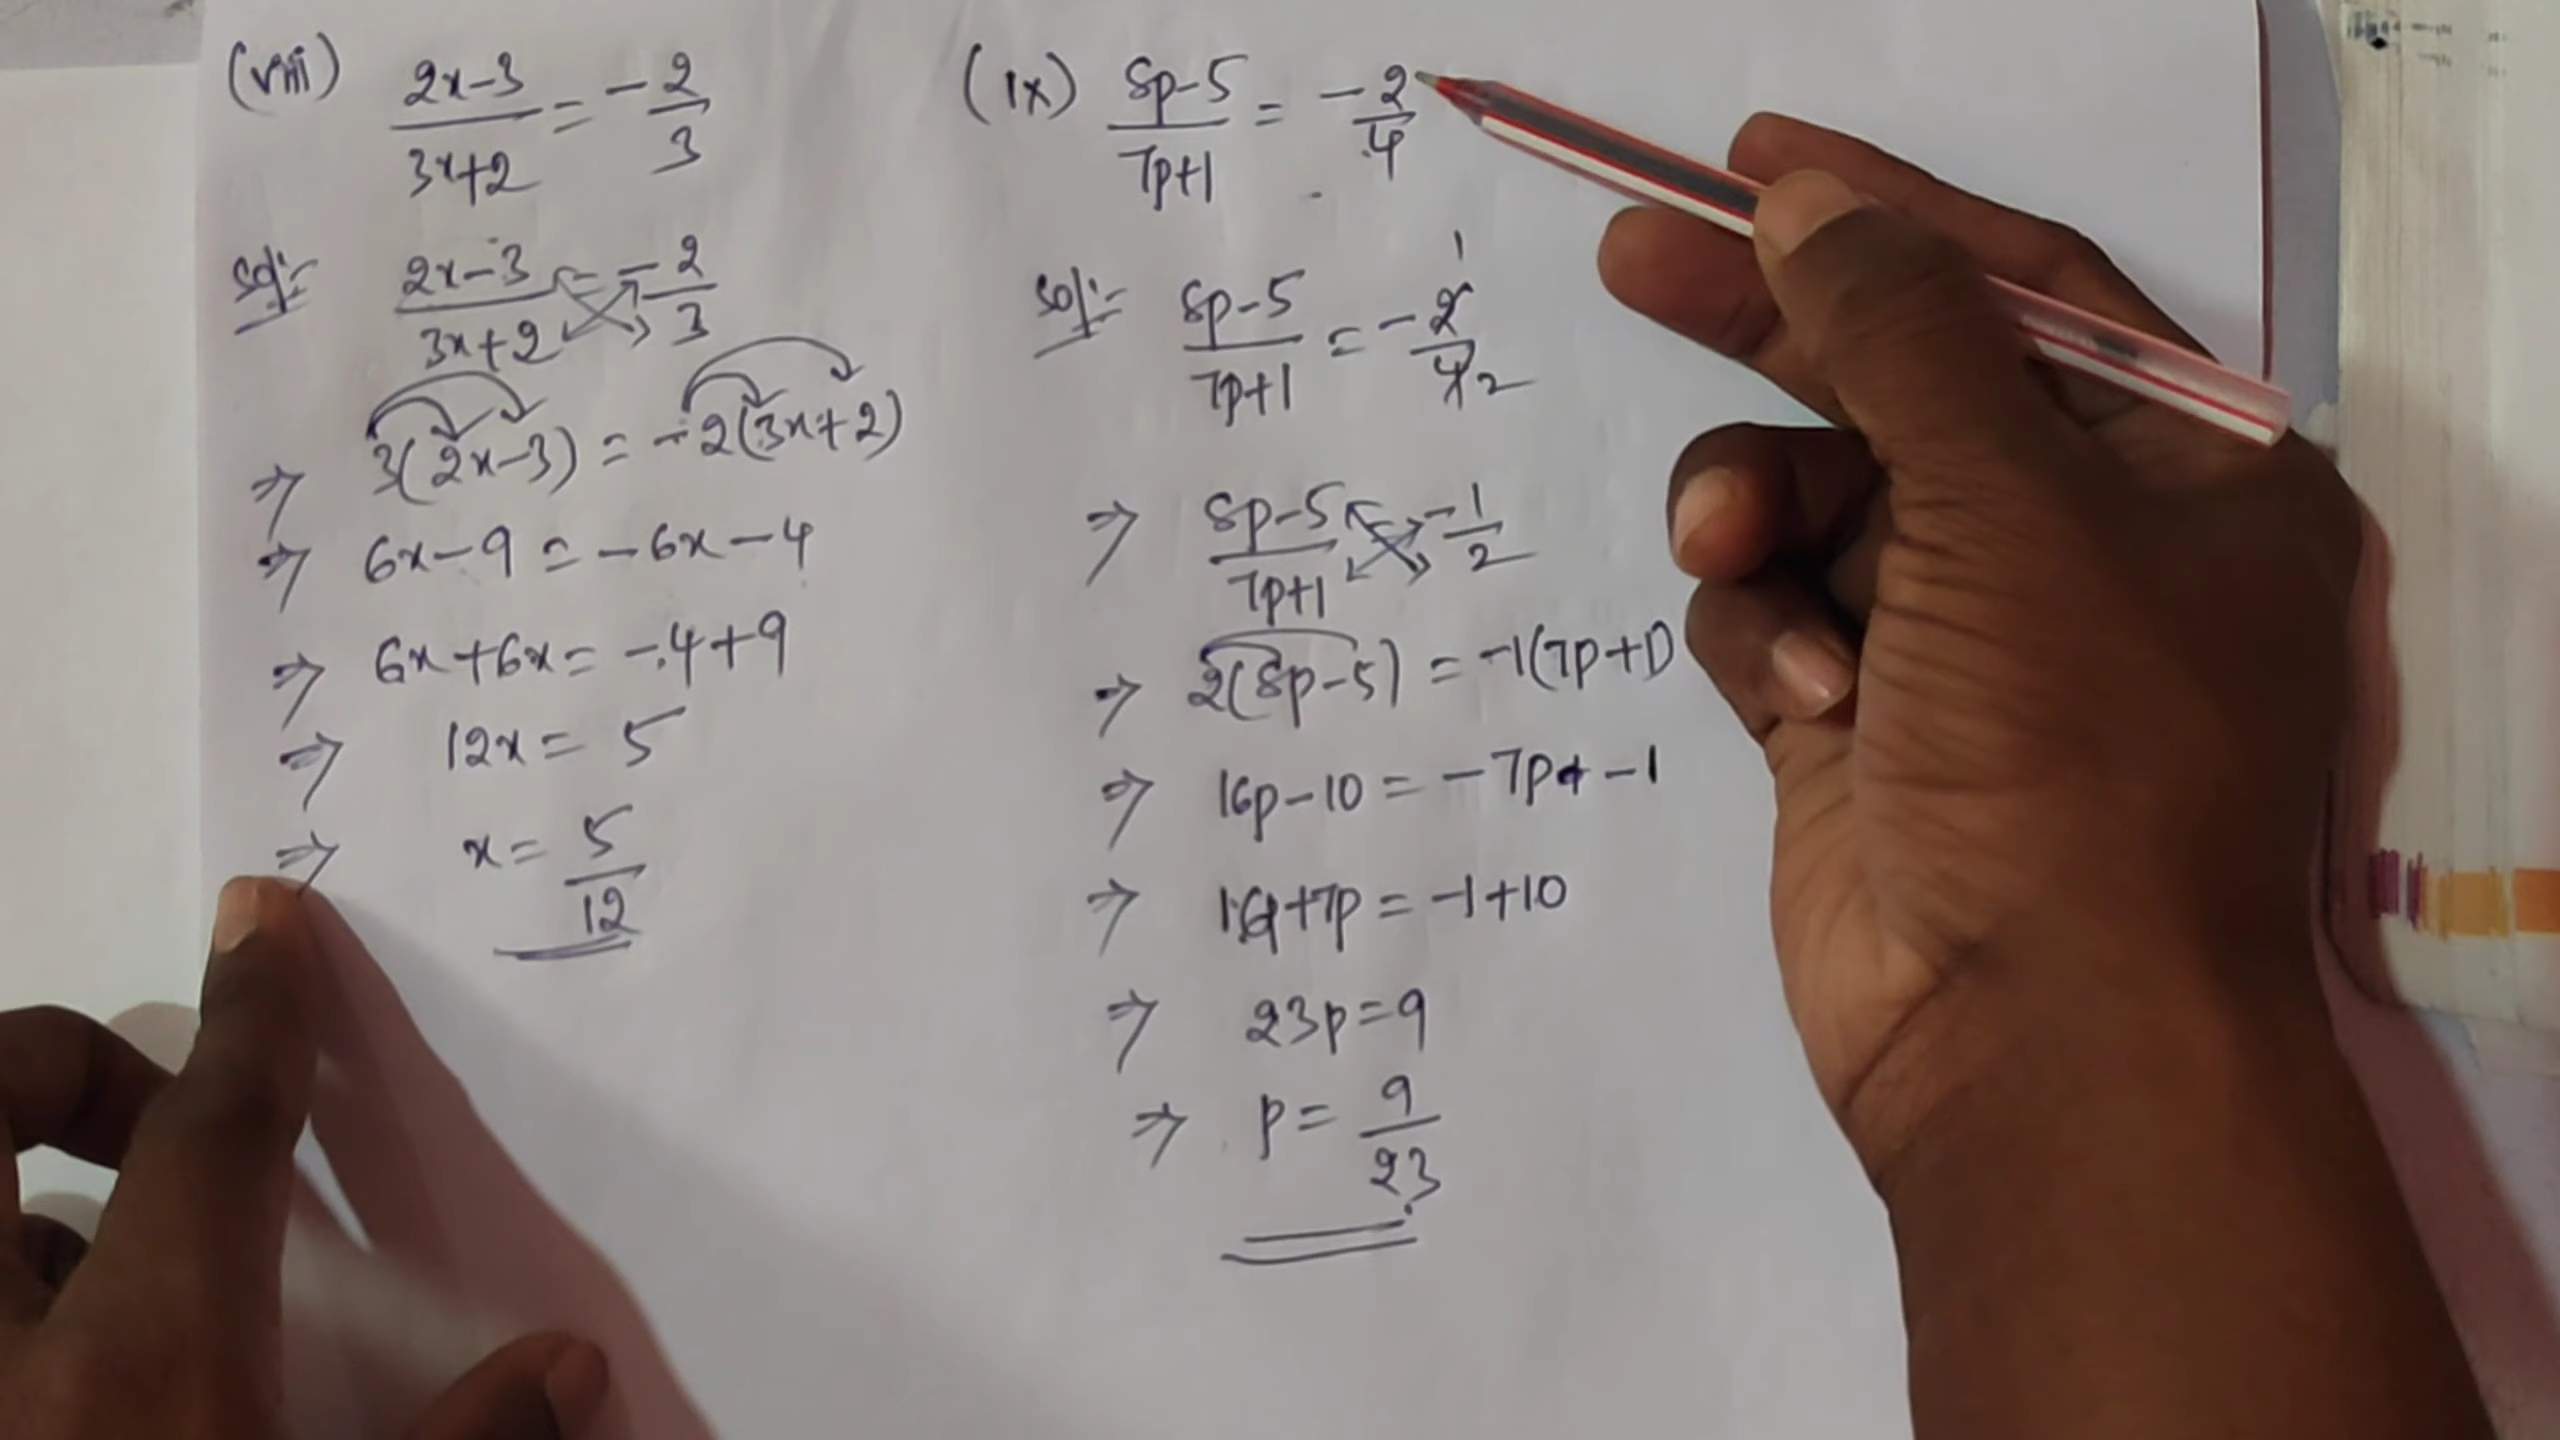 (viii) 2x-3/3x+2 = -2/3
Sol:- 2x-3/3x+2 = -2/3
⇒ 3(2x-3) = -2(3x+2)
⇒ 6x-9 = -6x-4
⇒ 6x+6x = -4+9
⇒ 12x = 5
⇒ x = 5/12
(ix) 8p-5/7p+1 = -2/4
Sol:- 8p-5/7p+1 = -2/4 1 2
⇒ 8p-5/7p+1 = -1/2
⇒ 2(8p-5) = -1(7p+1)
⇒ 16p-10 = -7p -1
⇒ 16p+7p = -1+10
⇒ 23p = 9
⇒ p = 9/23